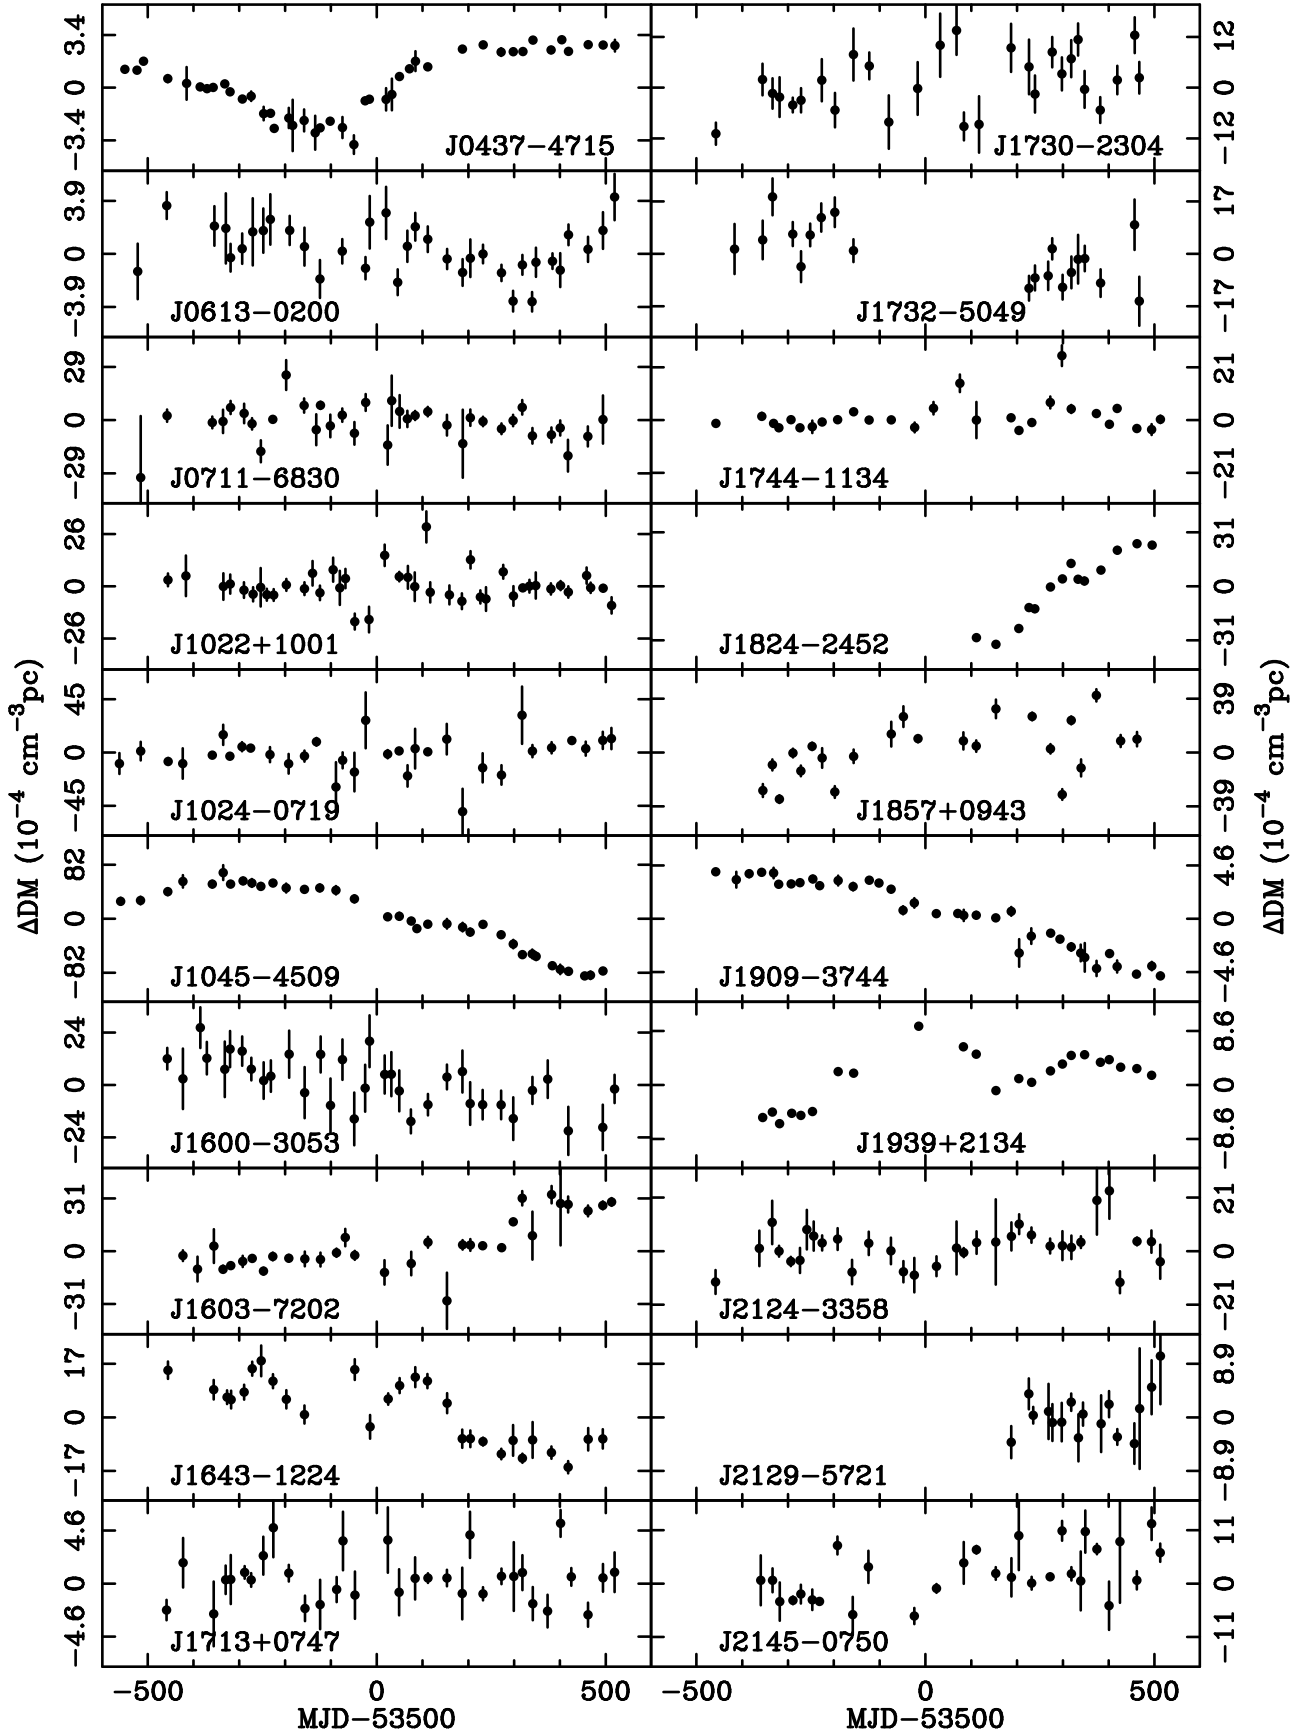 3.4
0
−3.4
J0437−4715
12
0
−12
J1730−2304
3.9
0
−3.9
J0613−0200
17
0
−17
J1732−5049
29
0
−29
J0711−6830
21
0
−21
J1744−1134
26
0
−26
J1022+1001
31
0
−31
J1824−2452
45
0
−45
J1024−0719
39
0
−39
J1857+0943
ΔDM (10−4 cm−3pc)
ΔDM (10−4 cm−3pc)
82
0
−82
J1045−4509
4.6
0
−4.6
J1909−3744
24
0
−24
J1600−3053
8.6
0
−8.6
J1939+2134
31
0
−31
J1603−7202
21
0
−21
J2124−3358
17
0
−17
J1643−1224
8.9
0
−8.9
J2129−5721
4.6
0
−4.6
J1713+0747
11
0
−11
J2145−0750
−500 0 500
−500 0 500
MJD−53500
MJD−53500